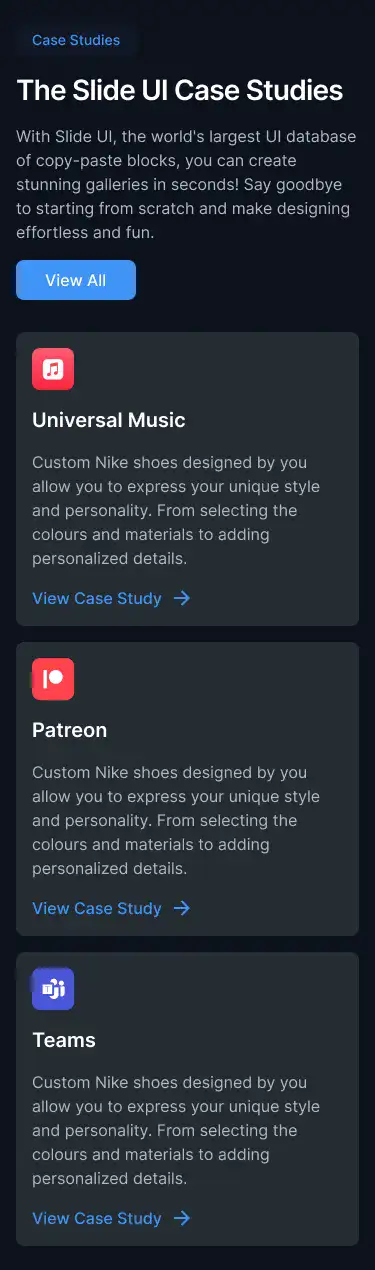 Case Studies
The Slide UI Case Studies
With Slide UI, the world's largest UI database
of copy-paste blocks, you can create
stunning galleries in seconds! Say goodbye
to starting from scratch and make designing
effortless and fun.
View All
Universal Music
Custom Nike shoes designed by you
allow you to express your unique style
and personality. From selecting the
colours and materials to adding
personalized details.
View Case Study
Patreon
Custom Nike shoes designed by you
allow you to express your unique style
and personality. From selecting the
colours and materials to adding
personalized details.
View Case Study
Teams
Custom Nike shoes designed by you
allow you to express your unique style
and personality. From selecting the
colours and materials to adding
personalized details.
View Case Study